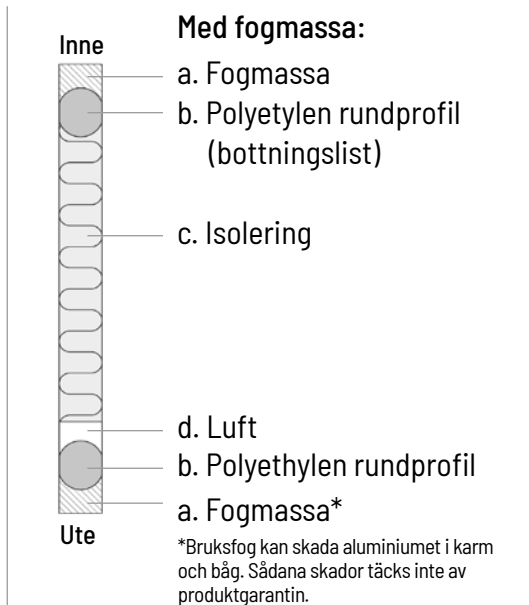 Med fogmassa:
Inne
a. Fogmassa
b. Polyetylen rundprofil
(bottningslist)
c. Isolering
d. Luft
b. Polyethylen rundprofil
a. Fogmassa*
Ute
*Bruksfog kan skada aluminiumet i karm
och båg. Sådana skador täcks inte av
produktgarantin.